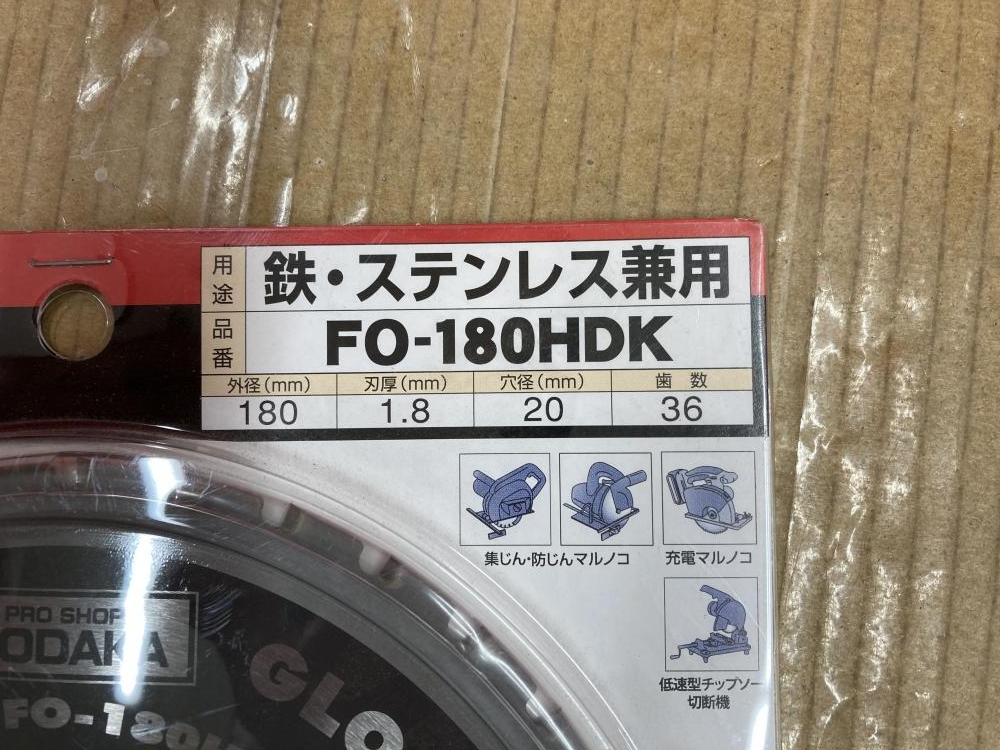 用途 鉄・ステンレス兼用
品番 FO-180HDK
外径(mm) 刃厚(mm) 穴径(mm) 歯数
180 1.8 20 36
集じん・防じんマルノコ 充電マルノコ
低速型チップソー
切断機
PRO SHOP
ODAKA
FO-180H
GLO